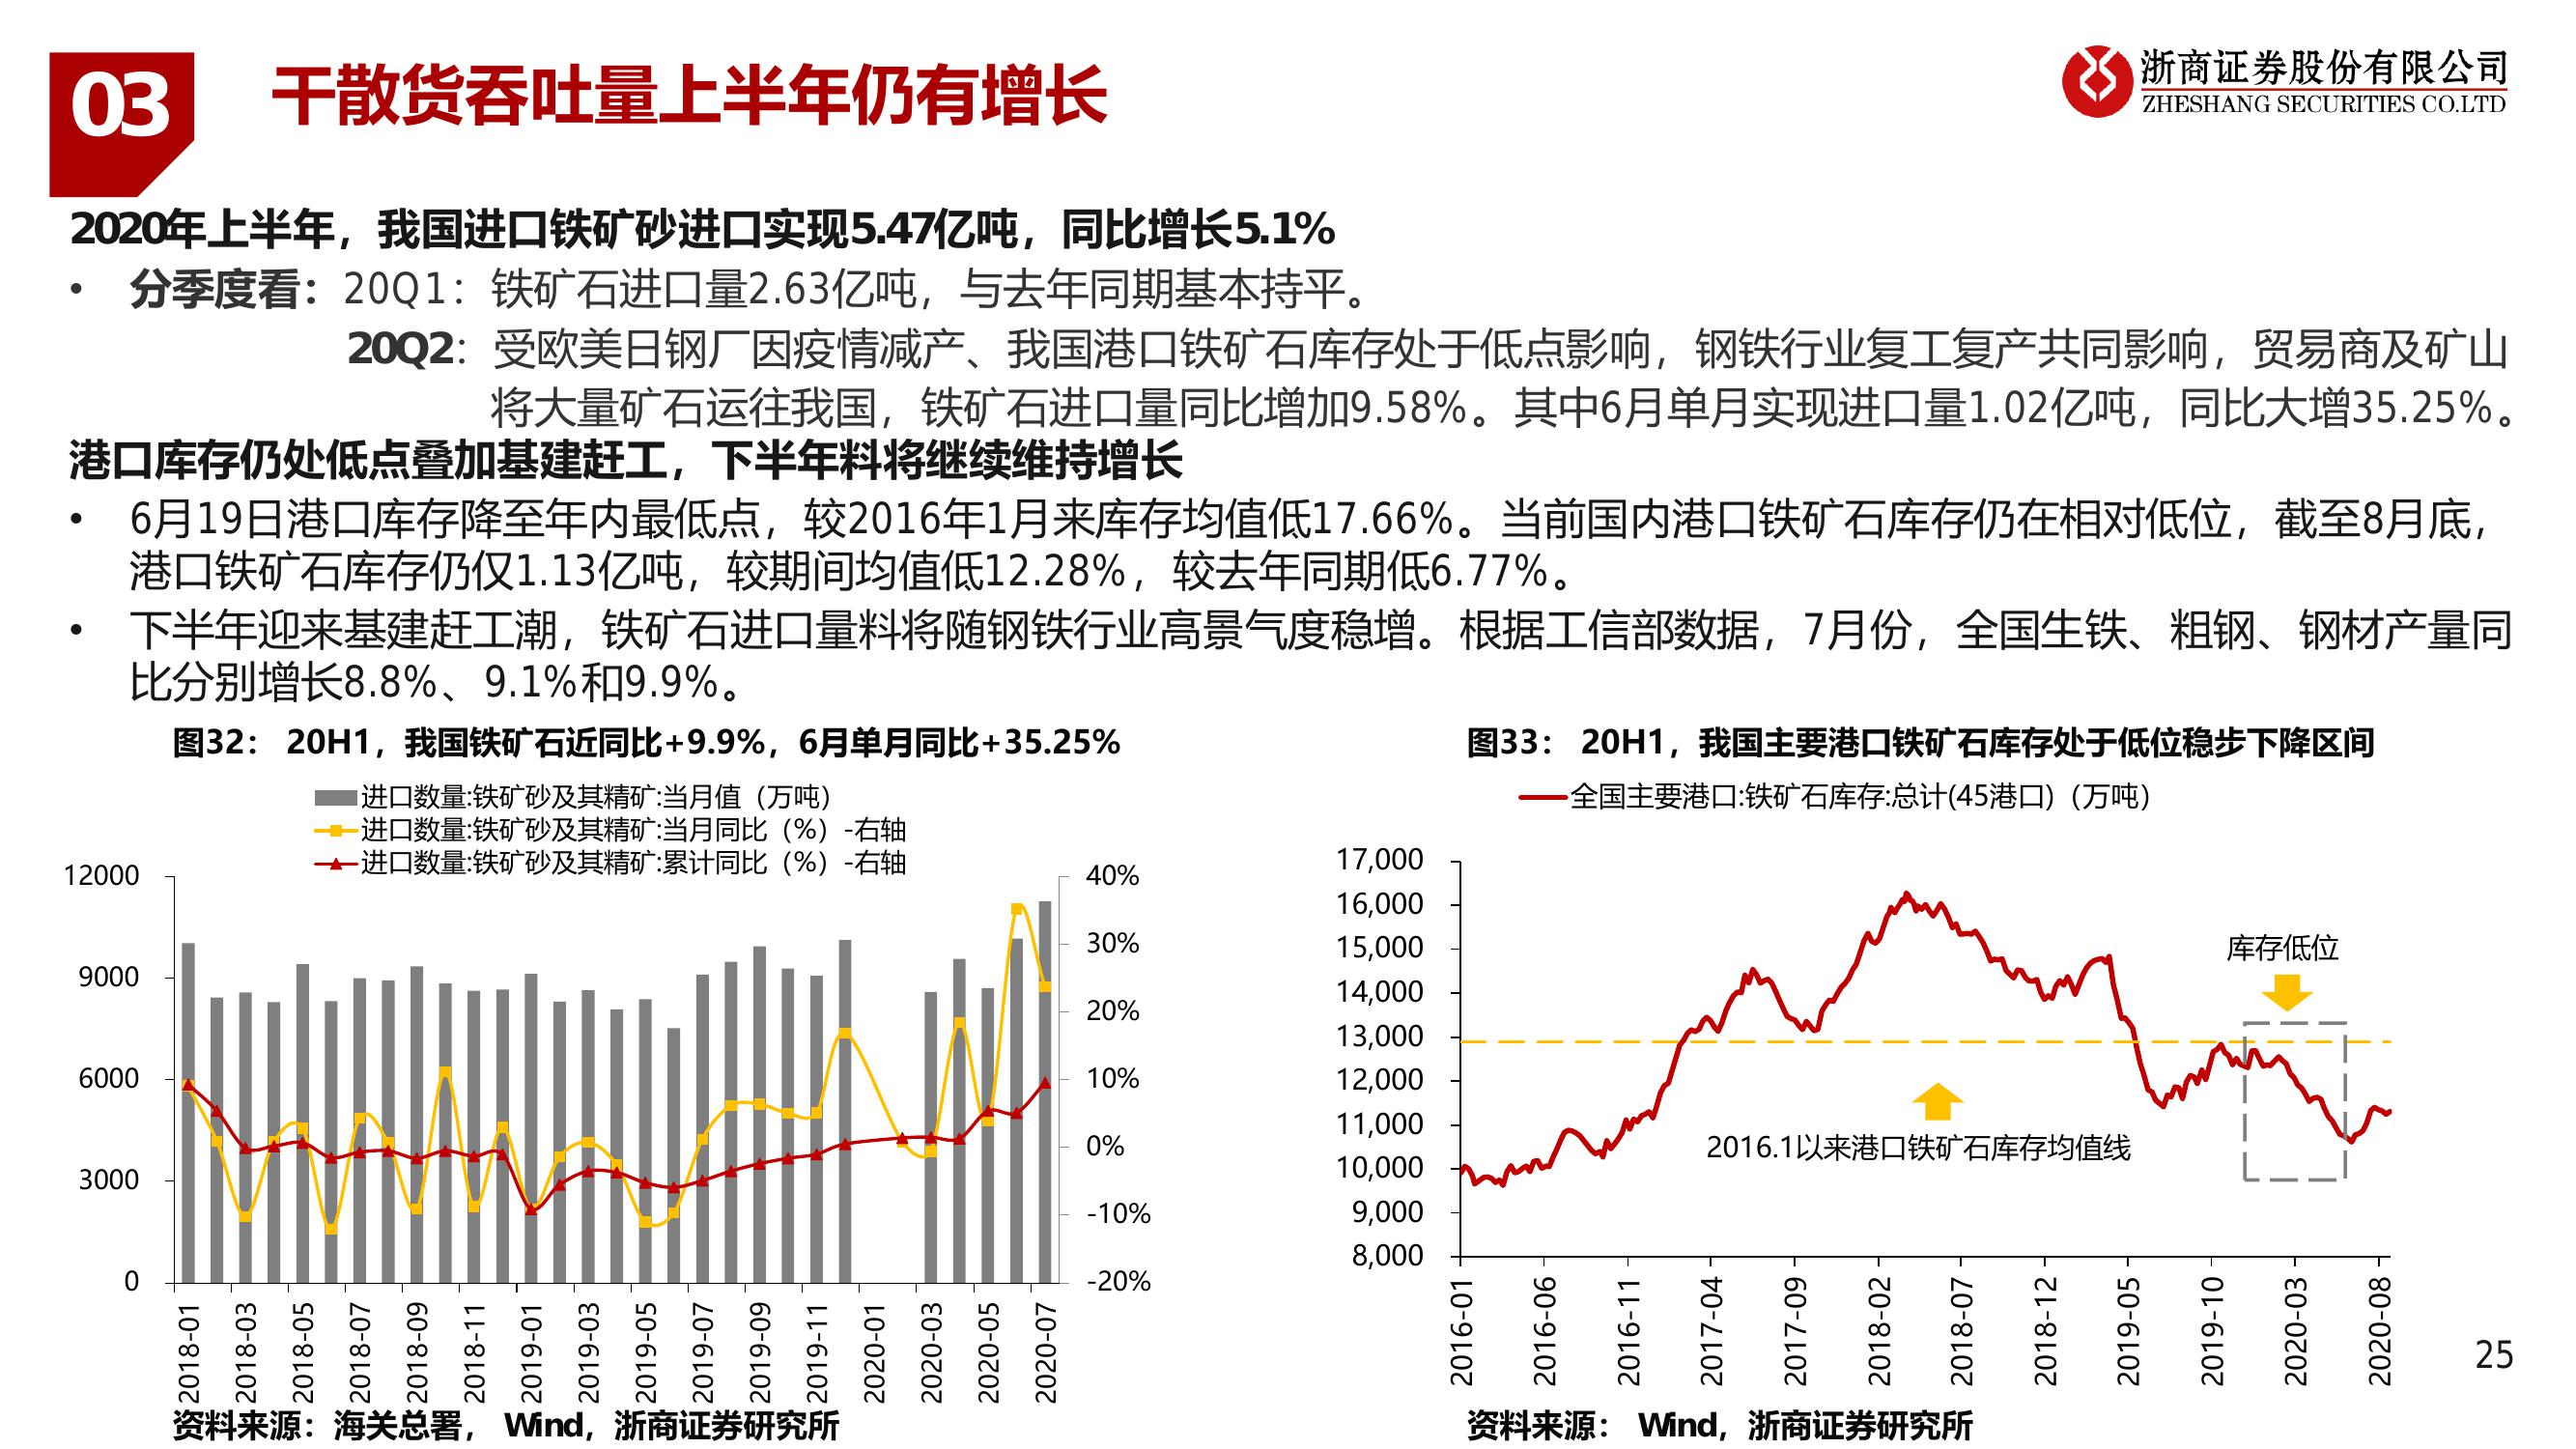 03
干散货吞吐量上半年仍有增长
浙商证券股份有限公司
ZHESHANG SECURITIES CO.LTD
2020年上半年，我国进口铁矿砂进口实现5.47亿吨，同比增长5.1%
• 分季度看：20Q1：铁矿石进口量2.63亿吨，与去年同期基本持平。
20Q2：受欧美日钢厂因疫情减产、我国港口铁矿石库存处于低点影响，钢铁行业复工复产共同影响，贸易商及矿山
将大量矿石运往我国，铁矿石进口量同比增加9.58%。其中6月单月实现进口量1.02亿吨，同比大增35.25%。
港口库存仍处低点叠加基建赶工，下半年料将继续维持增长
• 6月19日港口库存降至年内最低点，较2016年1月来库存均值低17.66%。当前国内港口铁矿石库存仍在相对低位，截至8月底，
港口铁矿石库存仍仅1.13亿吨，较期间均值低12.28%，较去年同期低6.77%。
• 下半年迎来基建赶工潮，铁矿石进口量料将随钢铁行业高景气度稳增。根据工信部数据，7月份，全国生铁、粗钢、钢材产量同
比分别增长8.8%、9.1%和9.9%。
图32： 20H1，我国铁矿石近同比+9.9%，6月单月同比+35.25%
进口数量:铁矿砂及其精矿:当月值（万吨）
进口数量:铁矿砂及其精矿:当月同比（%）-右轴
进口数量:铁矿砂及其精矿:累计同比（%）-右轴
12000
9000
6000
3000
0
40%
30%
20%
10%
0%
-10%
-20%
2018-01
2018-03
2018-05
2018-07
2018-09
2018-11
2019-01
2019-03
2019-05
2019-07
2019-09
2019-11
2020-01
2020-03
2020-05
2020-07
资料来源：海关总署， Wind，浙商证券研究所
图33： 20H1，我国主要港口铁矿石库存处于低位稳步下降区间
全国主要港口:铁矿石库存:总计(45港口)（万吨）
17,000
16,000
15,000
14,000
13,000
12,000
11,000
10,000
9,000
8,000
库存低位
2016.1以来港口铁矿石库存均值线
2016-01
2016-06
2016-11
2017-04
2017-09
2018-02
2018-07
2018-12
2019-05
2019-10
2020-03
2020-08
资料来源： Wind，浙商证券研究所
25